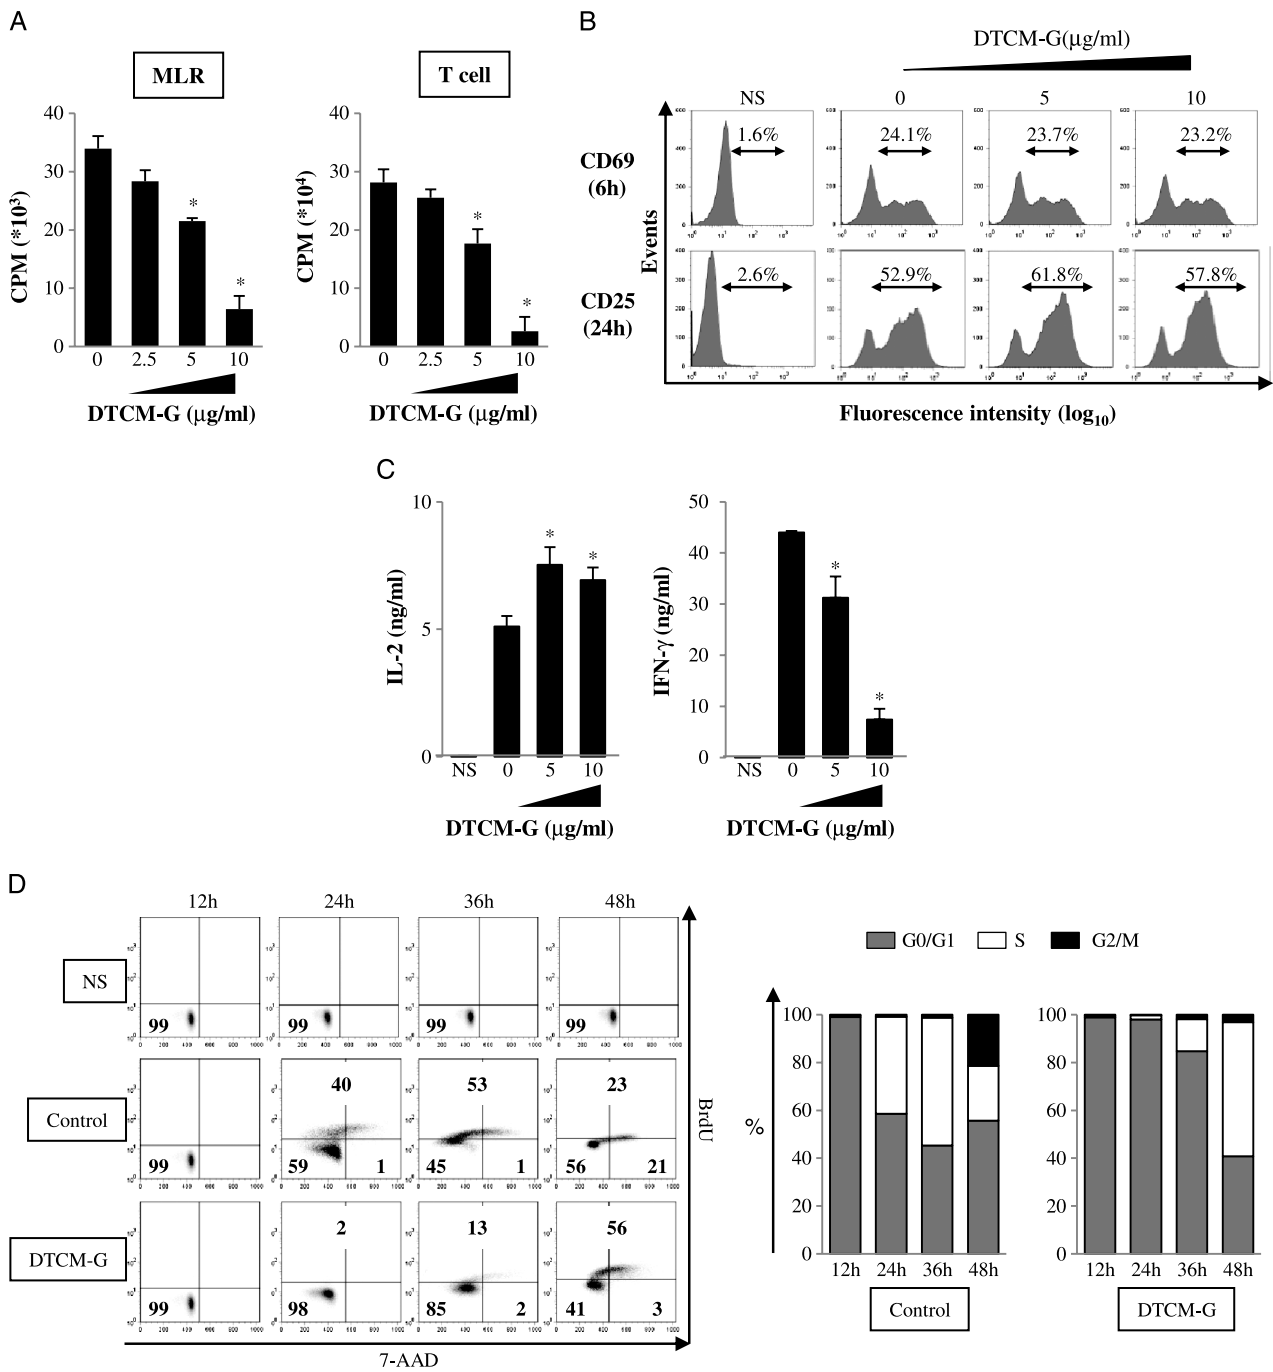 A
MLR
T cell
40
30
20
10
0
CPM (*10³)
*
*
0 2.5 5 10
DTCM-G (µg/ml)
40
30
20
10
0
CPM (*10⁴)
*
*
0 2.5 5 10
DTCM-G (µg/ml)
B
DTCM-G(µg/ml)
NS 0 5 10
CD69
(6h)
1.6% 24.1% 23.7% 23.2%
CD25
(24h)
2.6% 52.9% 61.8% 57.8%
Events
Fluorescence intensity (log₁₀)
C
10
5
0
IL-2 (ng/ml)
*
*
NS 0 5 10
DTCM-G (µg/ml)
50
40
30
20
10
0
IFN-γ (ng/ml)
*
*
NS 0 5 10
DTCM-G (µg/ml)
D
12h 24h 36h 48h
NS
99 99 99 99
Control
40 53 23
99 59 1 45 1 56 21
DTCM-G
2 13 56
99 98 85 2 41 3
BrdU
7-AAD
G0/G1 S G2/M
%
100
80
60
40
20
0
12h 24h 36h 48h
Control
100
80
60
40
20
0
12h 24h 36h 48h
DTCM-G